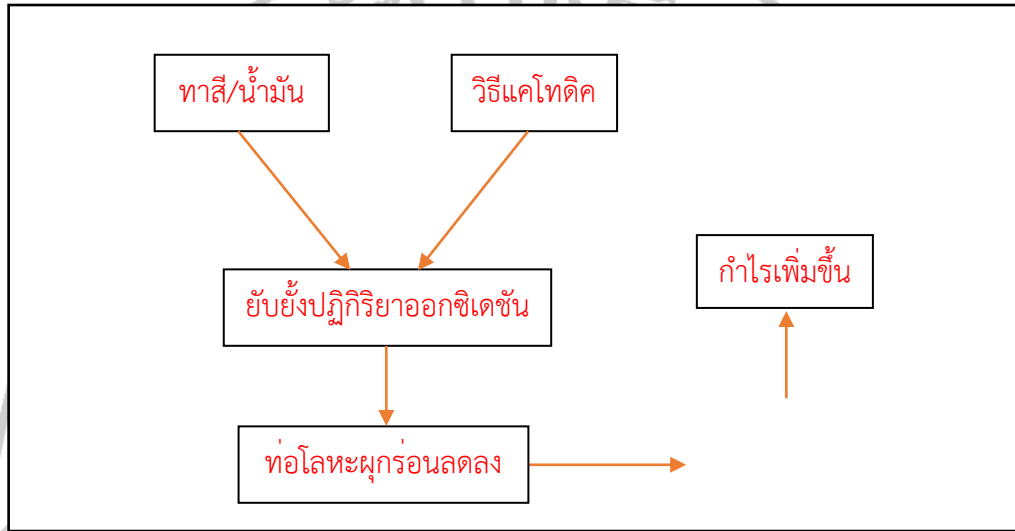 ทาสี/น้ำมัน
วิธีแคโทดิค
ยับยั้งปฏิกิริยาออกซิเดชัน
กำไรเพิ่มขึ้น
ท่อโลหะผุกร่อนลดลง